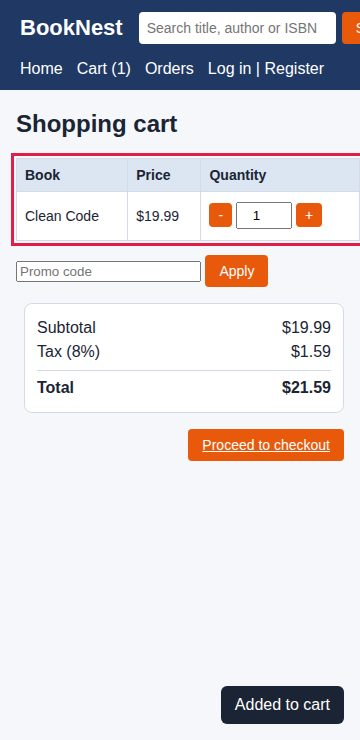 BookNest Search title, author or ISBN S
Home Cart (1) Orders Log in | Register
Shopping cart
Book Price Quantity
Clean Code $19.99 - 1 +
Promo code Apply
Subtotal $19.99
Tax (8%) $1.59
Total $21.59
Proceed to checkout
Added to cart